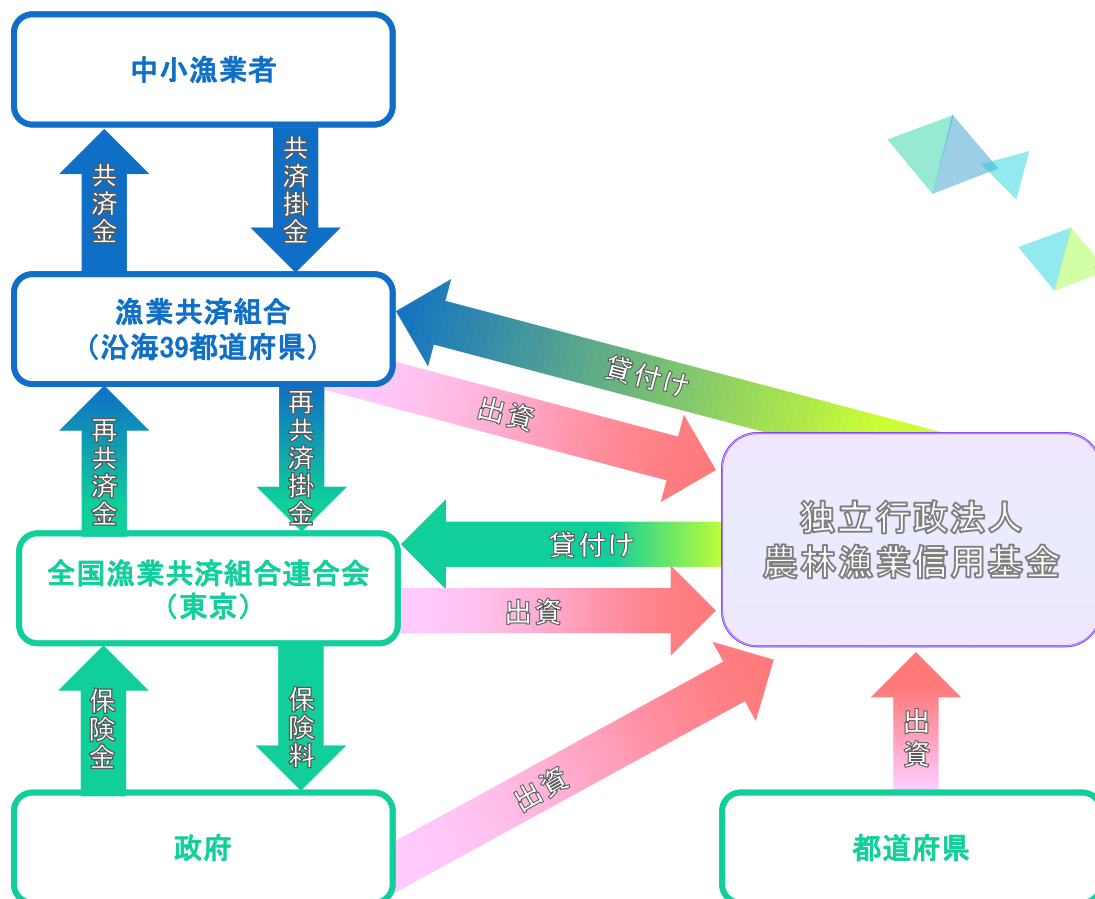 中小漁業者
共済金
共済掛金
漁業共済組合
（沿海39都道府県）
貸付け
出資
再共済金
再共済掛金
独立行政法人
農林漁業信用基金
全国漁業共済組合連合会
（東京）
貸付け
出資
保険金
保険料
出資
出資
政府
都道府県